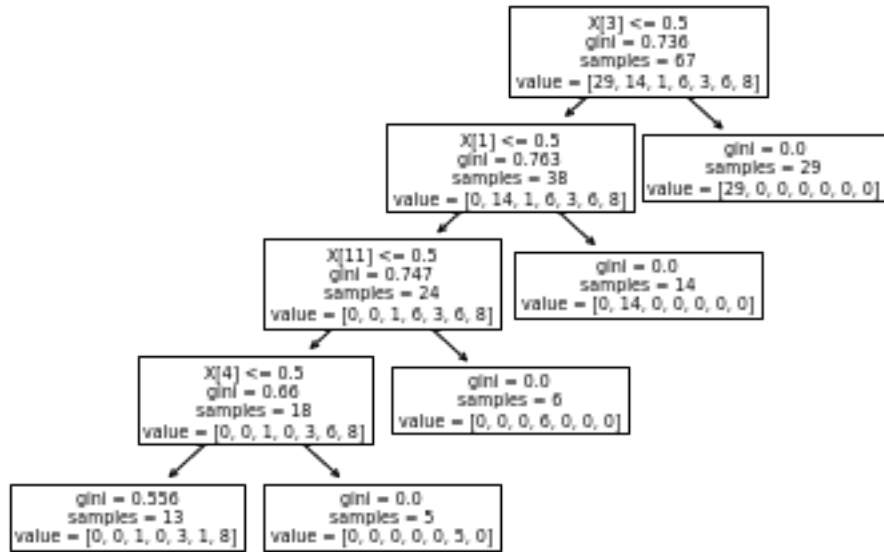 X[3] <= 0.5
gini = 0.736
samples = 67
value = [29, 14, 1, 6, 3, 6, 8]
X[1] <= 0.5
gini = 0.763
samples = 38
value = [0, 14, 1, 6, 3, 6, 8]
gini = 0.0
samples = 29
value = [29, 0, 0, 0, 0, 0, 0]
X[11] <= 0.5
gini = 0.747
samples = 24
value = [0, 0, 1, 6, 3, 6, 8]
gini = 0.0
samples = 14
value = [0, 14, 0, 0, 0, 0, 0]
X[4] <= 0.5
gini = 0.66
samples = 18
value = [0, 0, 1, 0, 3, 6, 8]
gini = 0.0
samples = 6
value = [0, 0, 0, 6, 0, 0, 0]
gini = 0.556
samples = 13
value = [0, 0, 1, 0, 3, 1, 8]
gini = 0.0
samples = 5
value = [0, 0, 0, 0, 0, 5, 0]